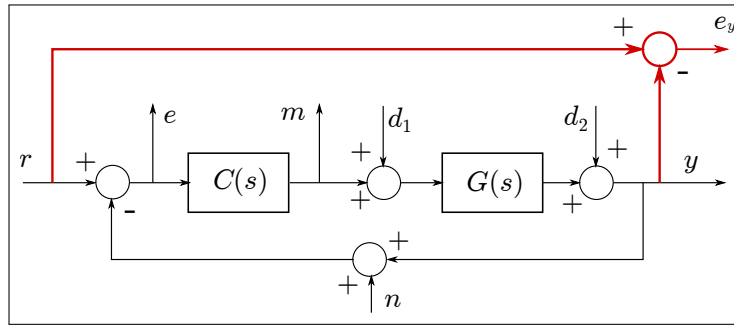 +
e_y
-
e
m
d_1
d_2
+
+
r
+
C(s)
+
G(s)
+
y
-
+
+
n